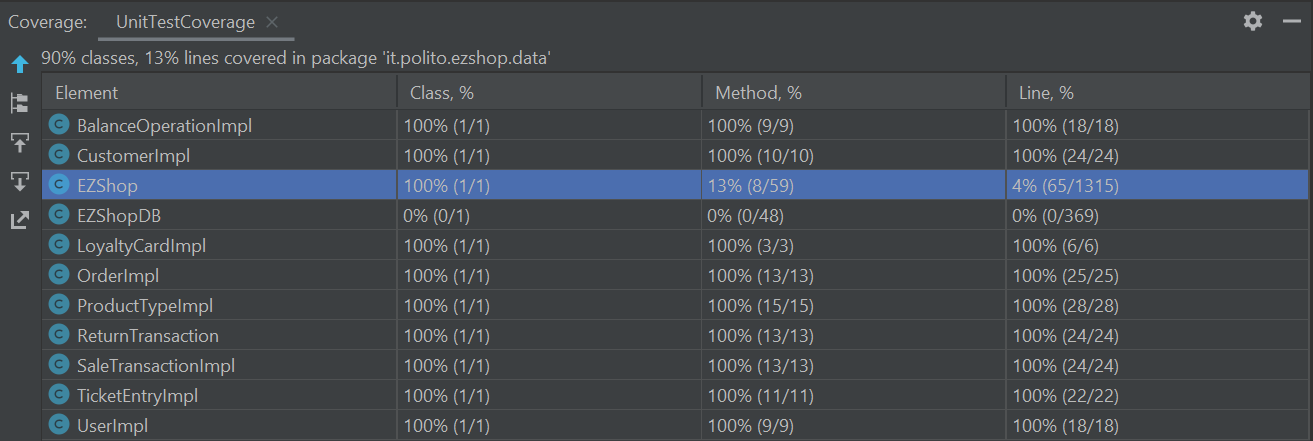 Coverage: UnitTestCoverage
90% classes, 13% lines covered in package 'it.polito.ezshop.data'
Element Class, % Method, % Line, %
C BalanceOperationImpl 100% (1/1) 100% (9/9) 100% (18/18)
C CustomerImpl 100% (1/1) 100% (10/10) 100% (24/24)
C EZShop 100% (1/1) 13% (8/59) 4% (65/1315)
C EZShopDB 0% (0/1) 0% (0/48) 0% (0/369)
C LoyaltyCardImpl 100% (1/1) 100% (3/3) 100% (6/6)
C OrderImpl 100% (1/1) 100% (13/13) 100% (25/25)
C ProductTypeImpl 100% (1/1) 100% (15/15) 100% (28/28)
C ReturnTransaction 100% (1/1) 100% (13/13) 100% (24/24)
C SaleTransactionImpl 100% (1/1) 100% (13/13) 100% (24/24)
C TicketEntryImpl 100% (1/1) 100% (11/11) 100% (22/22)
C UserImpl 100% (1/1) 100% (9/9) 100% (18/18)